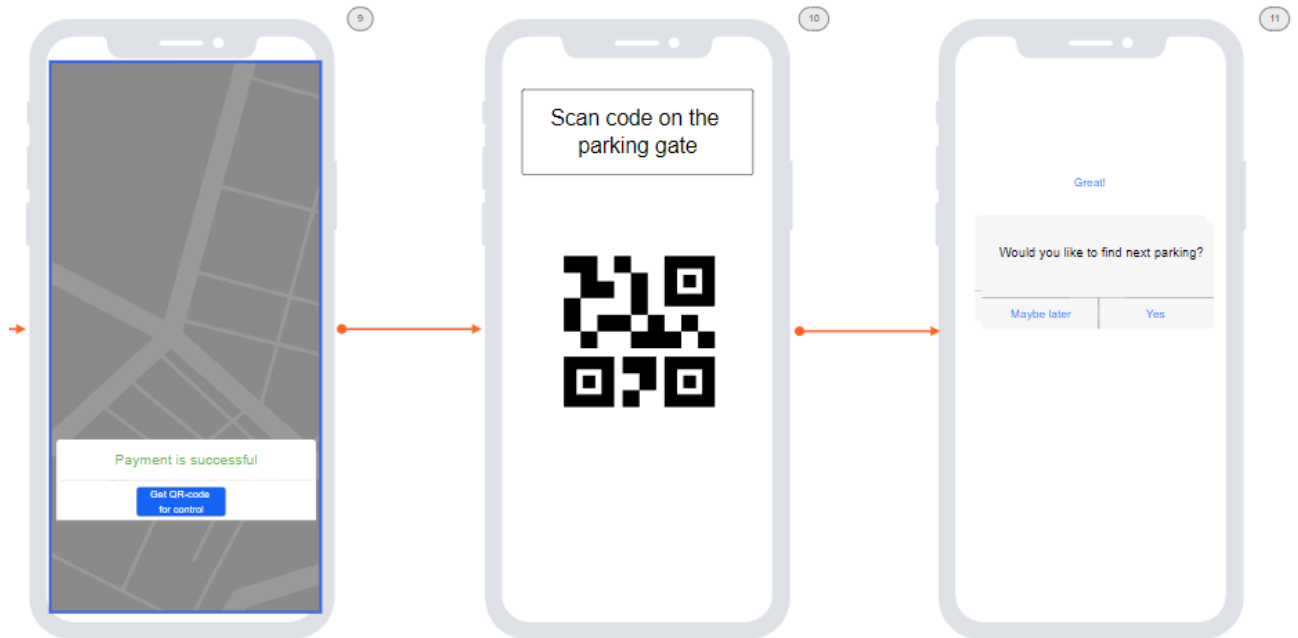 9
Payment is successful
Get QR-code
for control
10
Scan code on the
parking gate
11
Great!
Would you like to find next parking?
Maybe later
Yes